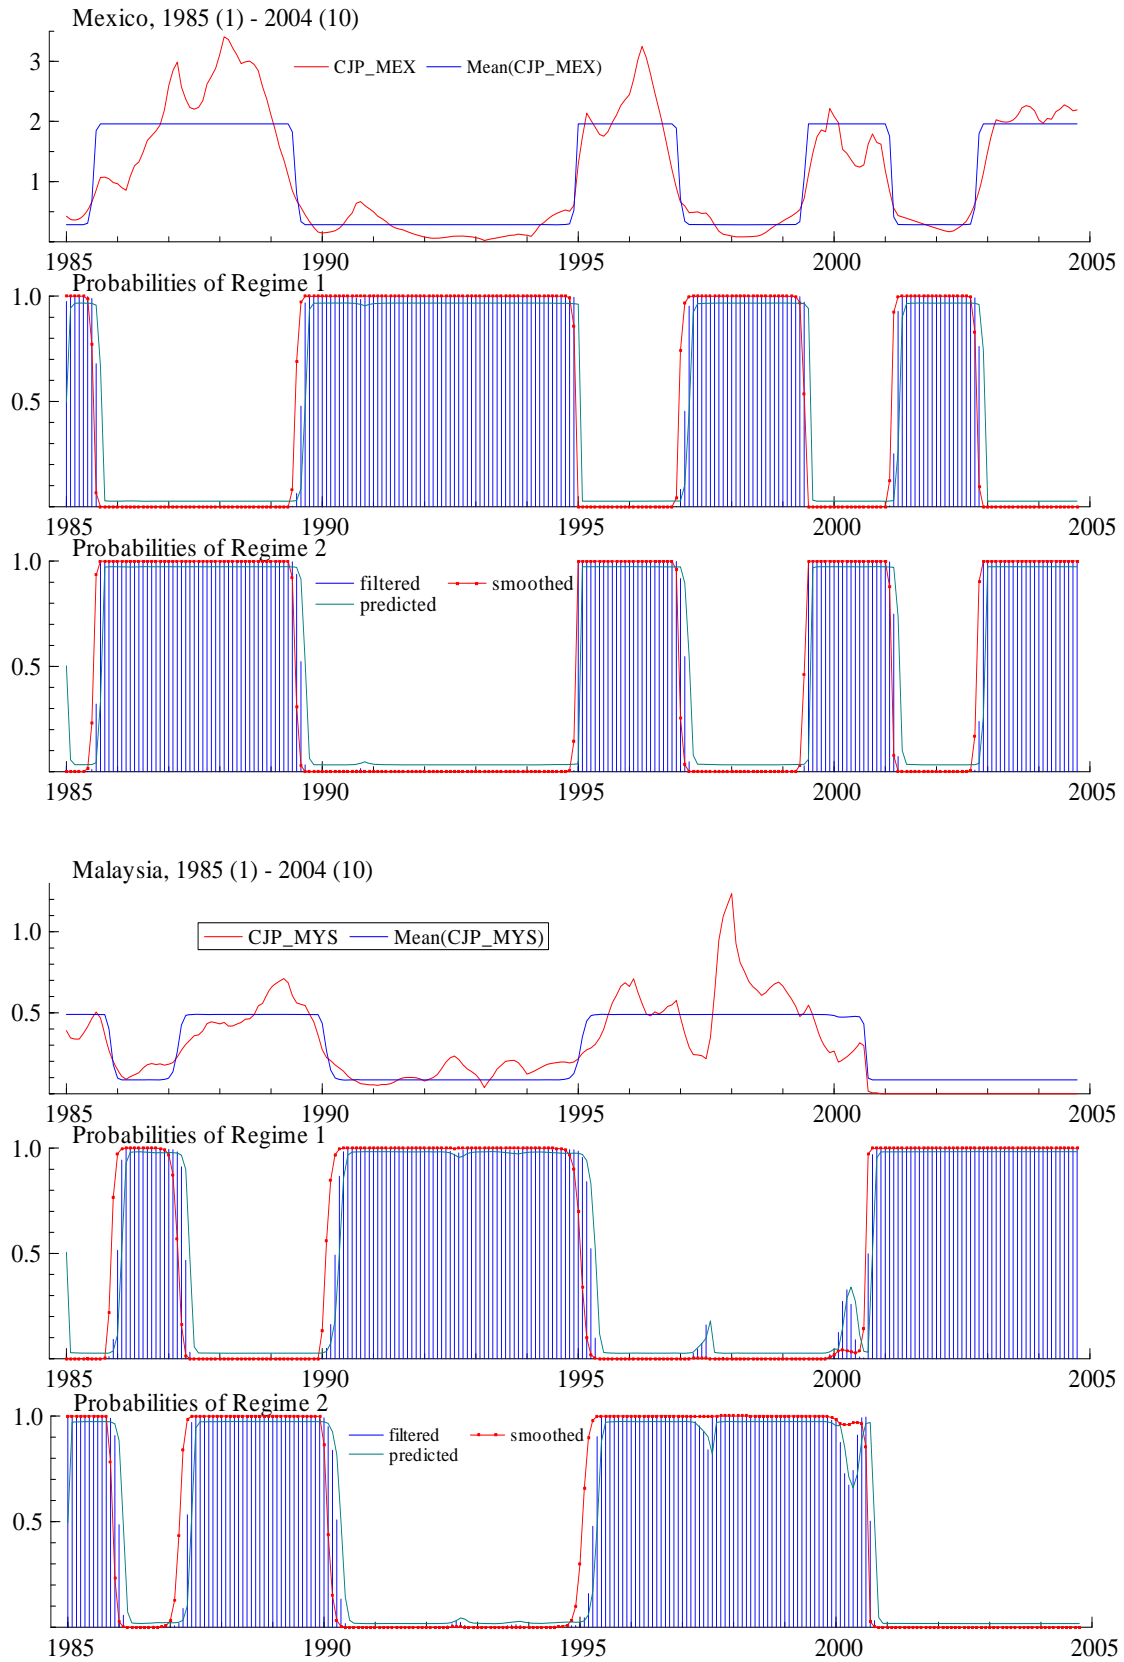 Mexico, 1985 (1) - 2004 (10)
CJP_MEX Mean(CJP_MEX)
3
2
1
1985 1990 1995 2000 2005
Probabilities of Regime 1
1.0
0.5
1985 1990 1995 2000 2005
Probabilities of Regime 2
1.0
filtered smoothed
predicted
0.5
1985 1990 1995 2000 2005
Malaysia, 1985 (1) - 2004 (10)
1.0
CJP_MYS Mean(CJP_MYS)
0.5
1985 1990 1995 2000 2005
Probabilities of Regime 1
1.0
0.5
1985 1990 1995 2000 2005
Probabilities of Regime 2
1.0
filtered smoothed
predicted
0.5
1985 1990 1995 2000 2005